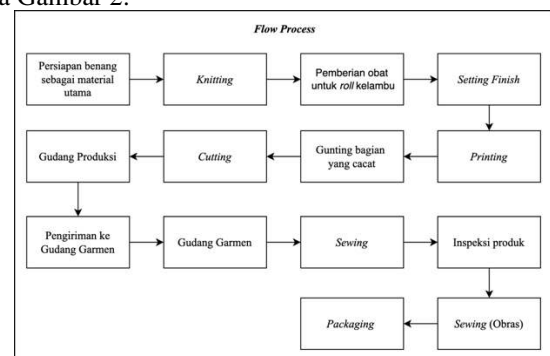 a Gambar 2.
Flow Process
Persiapan benang
sebagai material
utama
Knitting
Pemberian obat
untuk roll kelambu
Setting Finish
Printing
Gunting bagian
yang cacat
Cutting
Gudang Produksi
Pengiriman ke
Gudang Garmen
Gudang Garmen
Sewing
Inspeksi produk
Sewing (Obras)
Packaging